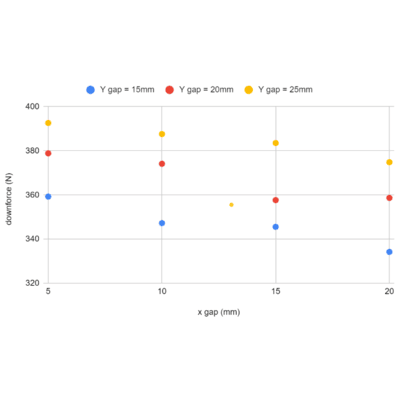 Y gap = 15mm Y gap = 20mm Y gap = 25mm
400
380
360
340
320
downforce (N)
5 10 15 20
x gap (mm)